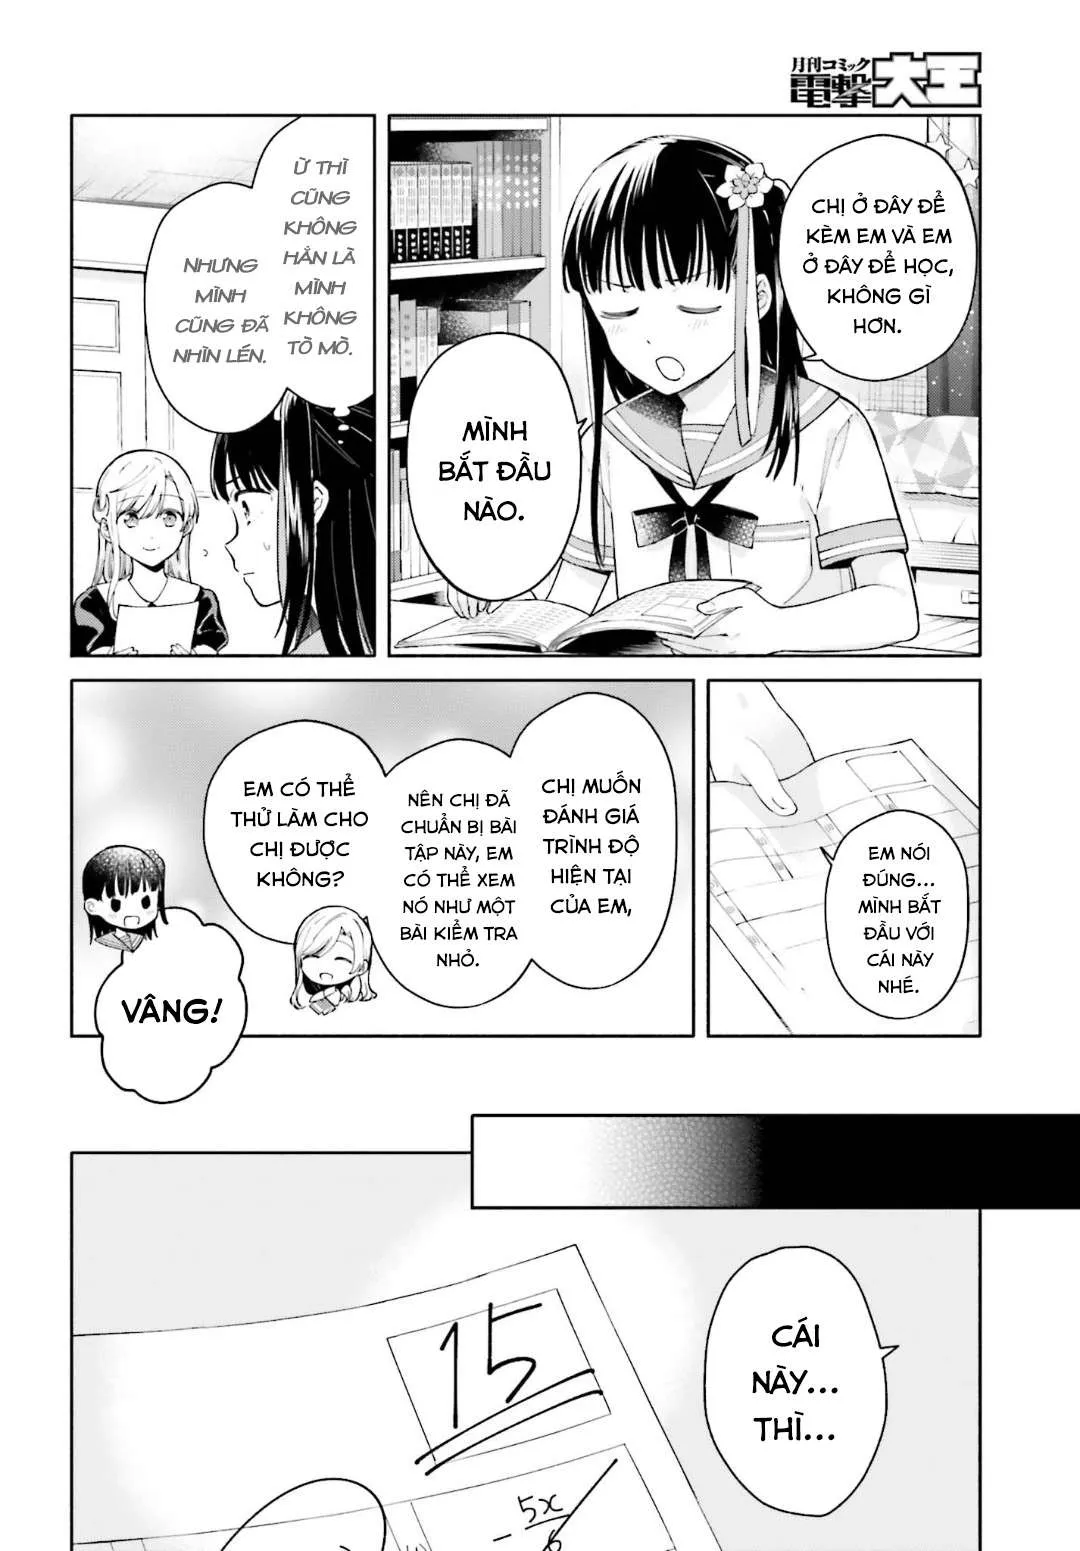 月刊コミック
電撃大王
CHỊ Ở ĐÂY ĐỂ
KÈM EM VÀ EM
Ở ĐÂY ĐỂ HỌC,
KHÔNG GÌ
HƠN.
MÌNH
BẮT ĐẦU
NÀO.
Ừ THÌ
CŨNG
KHÔNG
HẲN LÀ
MÌNH
KHÔNG
TÒ MÒ.
NHƯNG
MÌNH
CŨNG ĐÃ
NHÌN LÉN.
EM NÓI
ĐÚNG...
MÌNH BẮT
ĐẦU VỚI
CÁI NÀY
NHÉ.
CHỊ MUỐN
ĐÁNH GIÁ
TRÌNH ĐỘ
HIỆN TẠI
CỦA EM,
NÊN CHỊ ĐÃ
CHUẨN BỊ BÀI
TẬP NÀY, EM
CÓ THỂ XEM
NÓ NHƯ MỘT
BÀI KIỂM TRA
NHỎ.
EM CÓ THỂ
THỬ LÀM CHO
CHỊ ĐƯỢC
KHÔNG?
VÂNG!
CÁI
NÀY...
THÌ...
15
- 5x/6